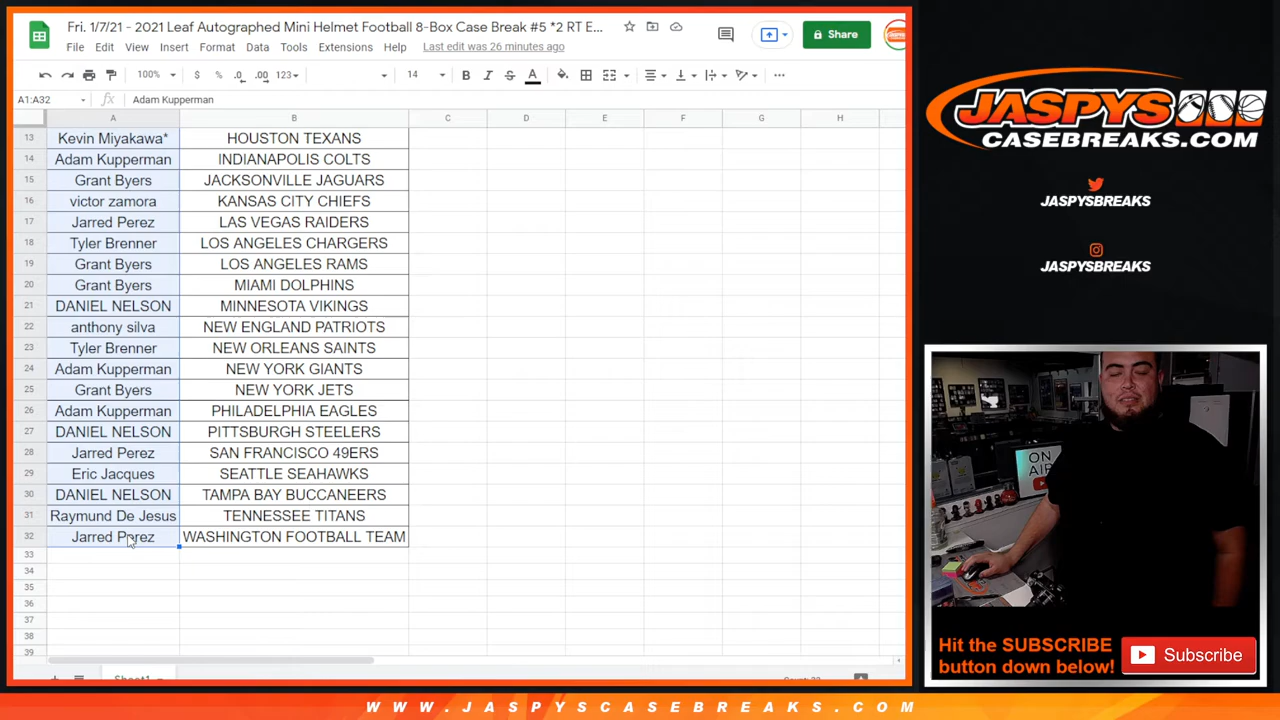 Fri. 1/7/21 - 2021 Leaf Autographed Mini Helmet Football 8-Box Case Break #5 *2 RT E...
Share
File Edit View Insert Format Data Tools Extensions Help Last edit was 26 minutes ago
100% $ % .0 .00 123 14 B I S A
A1:A32 fx Adam Kupperman
A B C D E F G H
13 Kevin Miyakawa* HOUSTON TEXANS
14 Adam Kupperman INDIANAPOLIS COLTS
15 Grant Byers JACKSONVILLE JAGUARS
16 victor zamora KANSAS CITY CHIEFS
17 Jarred Perez LAS VEGAS RAIDERS
18 Tyler Brenner LOS ANGELES CHARGERS
19 Grant Byers LOS ANGELES RAMS
20 Grant Byers MIAMI DOLPHINS
21 DANIEL NELSON MINNESOTA VIKINGS
22 anthony silva NEW ENGLAND PATRIOTS
23 Tyler Brenner NEW ORLEANS SAINTS
24 Adam Kupperman NEW YORK GIANTS
25 Grant Byers NEW YORK JETS
26 Adam Kupperman PHILADELPHIA EAGLES
27 DANIEL NELSON PITTSBURGH STEELERS
28 Jarred Perez SAN FRANCISCO 49ERS
29 Eric Jacques SEATTLE SEAHAWKS
30 DANIEL NELSON TAMPA BAY BUCCANEERS
31 Raymund De Jesus TENNESSEE TITANS
32 Jarred Perez WASHINGTON FOOTBALL TEAM
33
34
35
36
37
38
39
Sheet1
JASPYS
CASEBREAKS.COM
JASPYSBREAKS
JASPYSBREAKS
ON
AIR
Hit the SUBSCRIBE
button down below!
Subscribe
WWW.JASPYSCASEBREAKS.COM